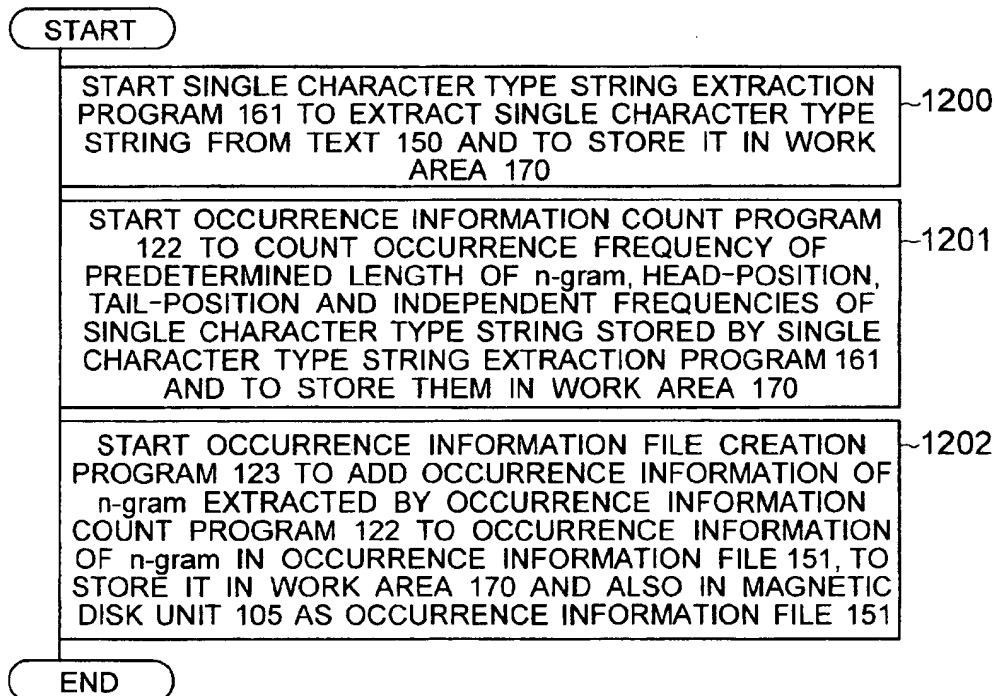 START
START SINGLE CHARACTER TYPE STRING EXTRACTION
PROGRAM 161 TO EXTRACT SINGLE CHARACTER TYPE
STRING FROM TEXT 150 AND TO STORE IT IN WORK
AREA 170
1200
START OCCURRENCE INFORMATION COUNT PROGRAM
122 TO COUNT OCCURRENCE FREQUENCY OF
PREDETERMINED LENGTH OF n-gram, HEAD-POSITION,
TAIL-POSITION AND INDEPENDENT FREQUENCIES OF
SINGLE CHARACTER TYPE STRING STORED BY SINGLE
CHARACTER TYPE STRING EXTRACTION PROGRAM 161
AND TO STORE THEM IN WORK AREA 170
1201
START OCCURRENCE INFORMATION FILE CREATION
PROGRAM 123 TO ADD OCCURRENCE INFORMATION OF
n-gram EXTRACTED BY OCCURRENCE INFORMATION
COUNT PROGRAM 122 TO OCCURRENCE INFORMATION
OF n-gram IN OCCURRENCE INFORMATION FILE 151, TO
STORE IT IN WORK AREA 170 AND ALSO IN MAGNETIC
DISK UNIT 105 AS OCCURRENCE INFORMATION FILE 151
1202
END